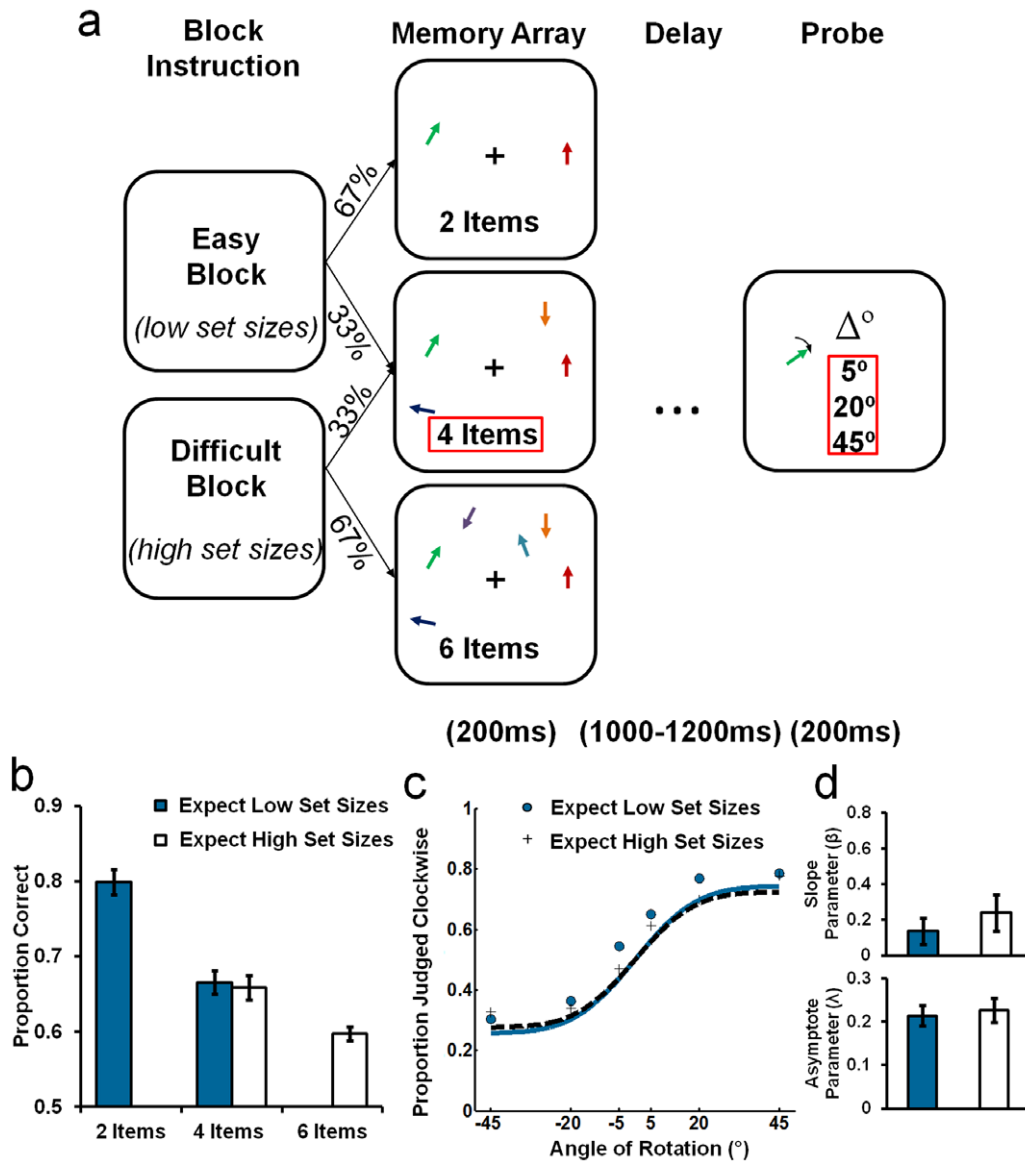 a
Block Instruction
Memory Array
Delay
Probe
Easy
Block
(low set sizes)
Difficult
Block
(high set sizes)
67%
33%
33%
67%
2 Items
4 Items
6 Items
...
Δº
5º
20º
45º
(200ms) (1000-1200ms) (200ms)
b
Proportion Correct
0.9
0.8
0.7
0.6
0.5
Expect Low Set Sizes
Expect High Set Sizes
2 Items 4 Items 6 Items
c
Proportion Judged Clockwise
1
0.8
0.6
0.4
0.2
0
Expect Low Set Sizes
Expect High Set Sizes
-45 -20 -5 5 20 45
Angle of Rotation (°)
d
Slope
Parameter (β)
0.8
0.6
0.4
0.2
0
Asymptote
Parameter (Λ)
0.3
0.2
0.1
0